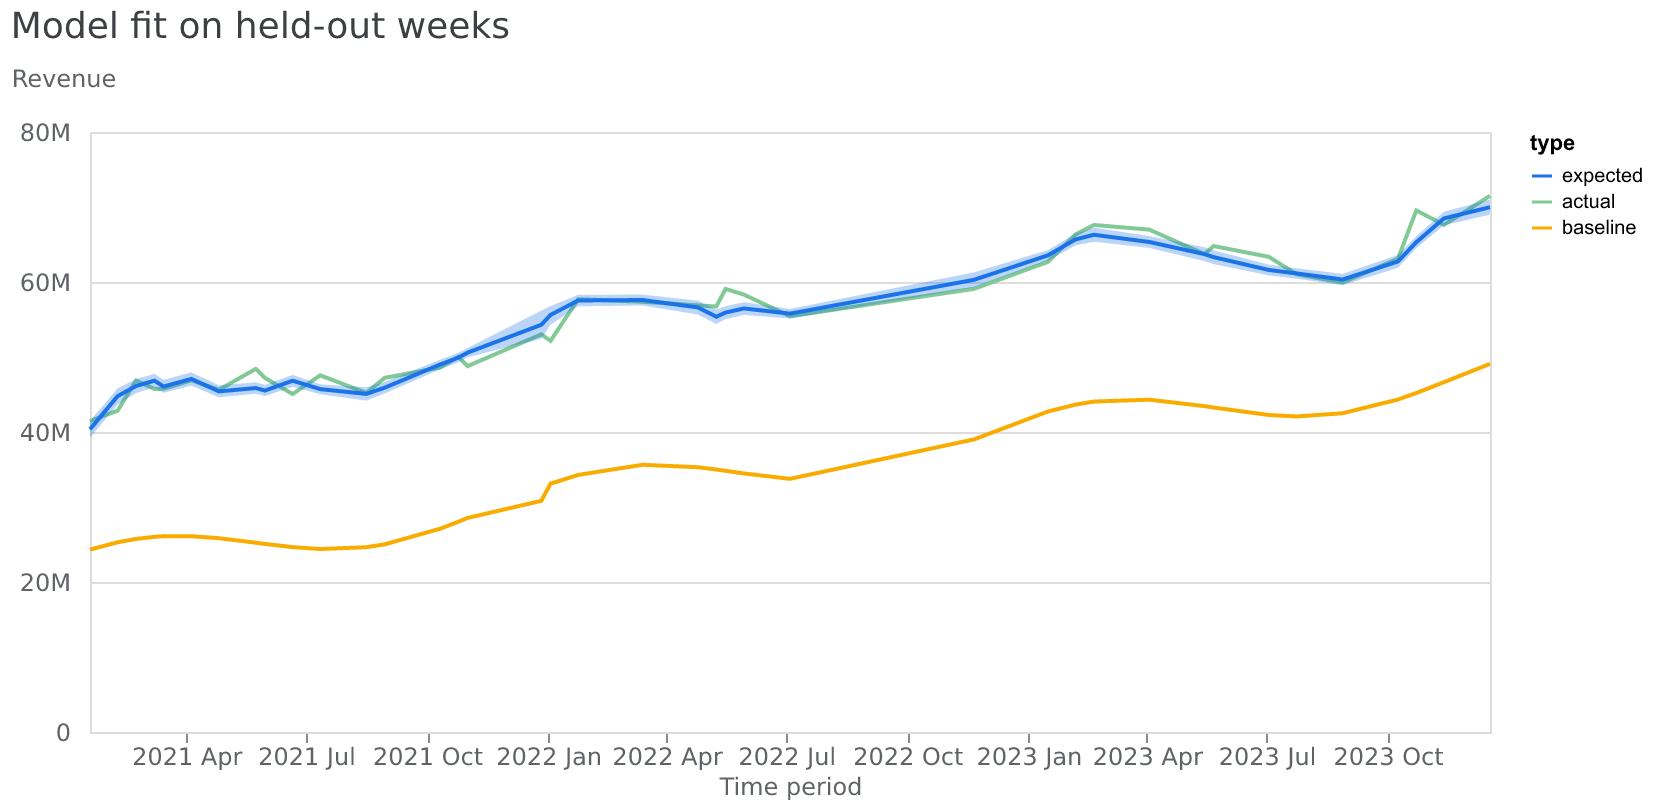 Model fit on held-out weeks
Revenue
80M
60M
40M
20M
0
2021 Apr
2021 Jul
2021 Oct
2022 Jan
2022 Apr
2022 Jul
2022 Oct
2023 Jan
2023 Apr
2023 Jul
2023 Oct
Time period
type
expected
actual
baseline